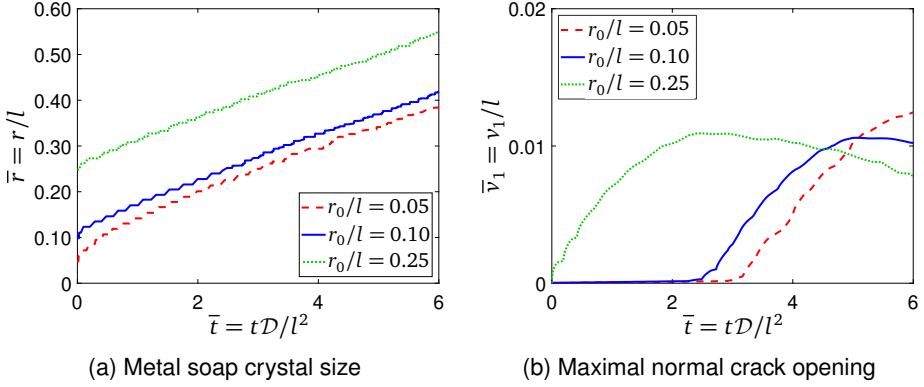 0.60
0.50
0.40
0.30
0.20
0.10
0
r̅ = r/l
r₀/l = 0.05
r₀/l = 0.10
r₀/l = 0.25
0 2 4 6
t̅ = t𝒟/l²
(a) Metal soap crystal size
0.02
0.01
0
v̅₁ = v₁/l
r₀/l = 0.05
r₀/l = 0.10
r₀/l = 0.25
0 2 4 6
t̅ = t𝒟/l²
(b) Maximal normal crack opening